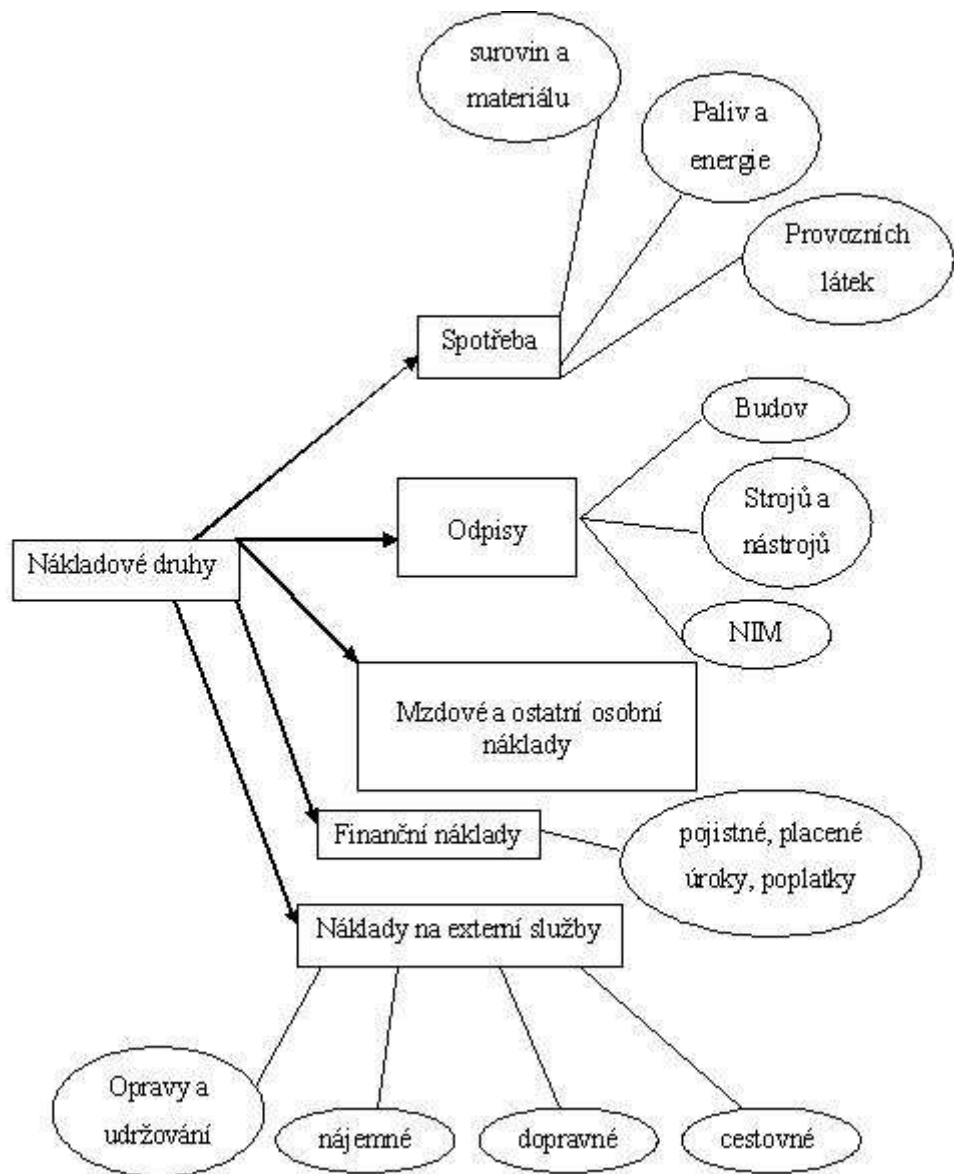 surovin a
materiálu
Paliv a
energie
Provozních
látek
Spotřeba
Budov
Odpisy
Strojů a
nástrojů
Nákladové druhy
NIM
Mzdové a ostatní osobní
náklady
Finanční náklady
pojistné, placené
úroky, poplatky
Náklady na externí služby
Opravy a
udržování
nájemné
dopravné
cestovné